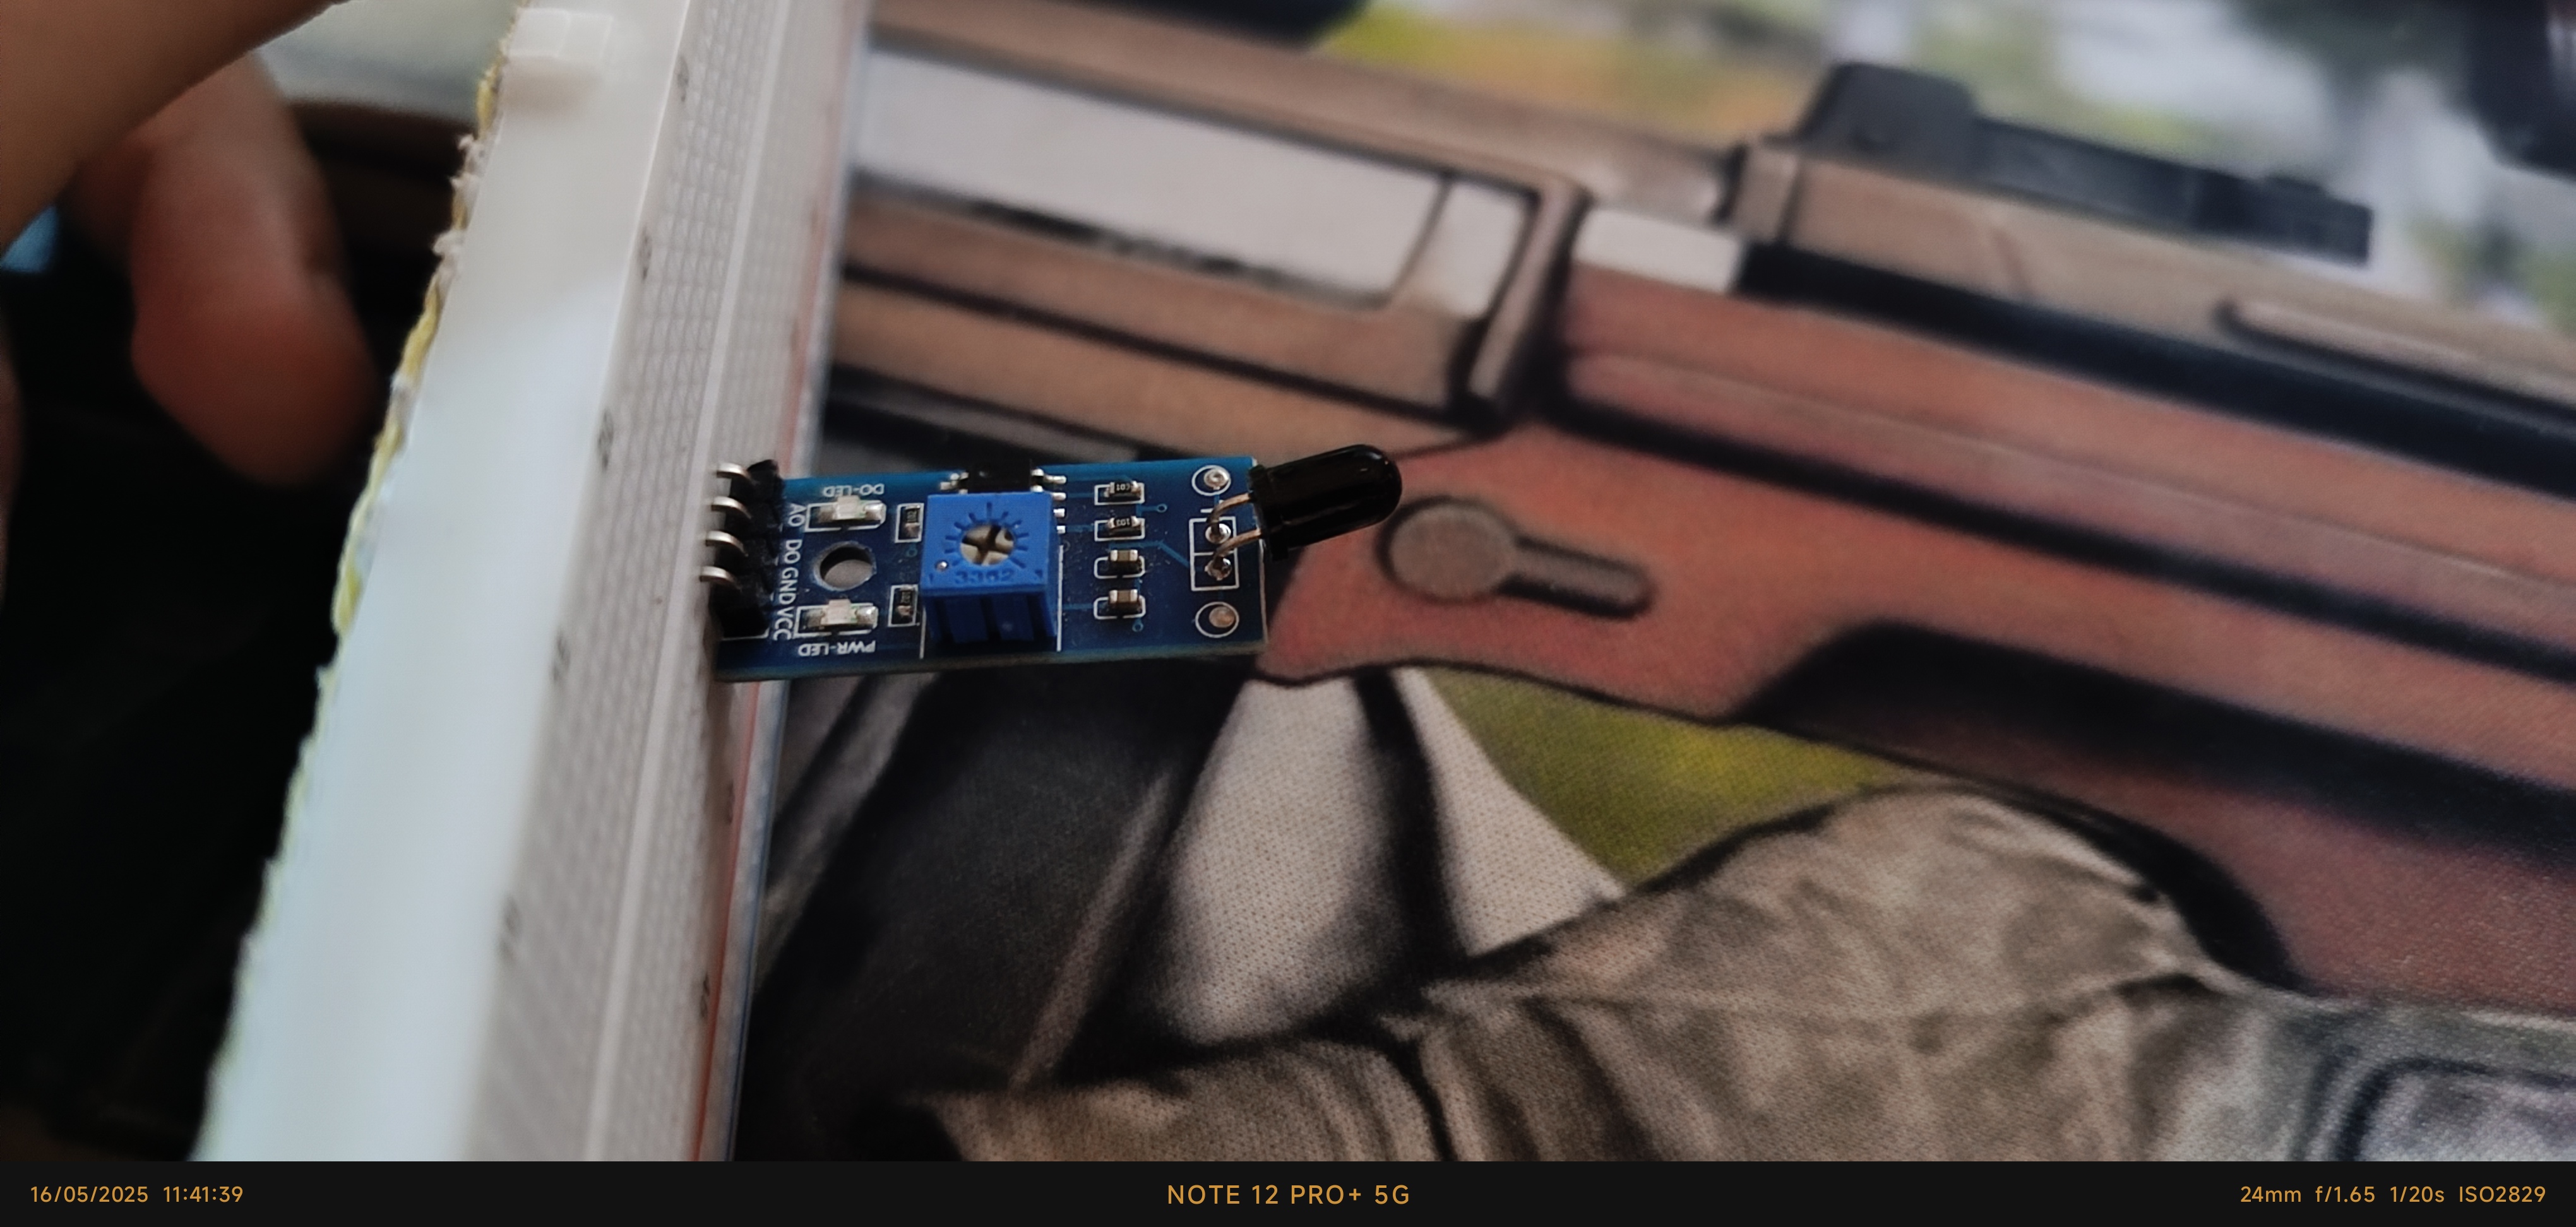 DO-LED
AO DO GND VCC
3362
103
PWR-LED
16/05/2025 11:41:39
NOTE 12 PRO+ 5G
24mm f/1.65 1/20s ISO2829